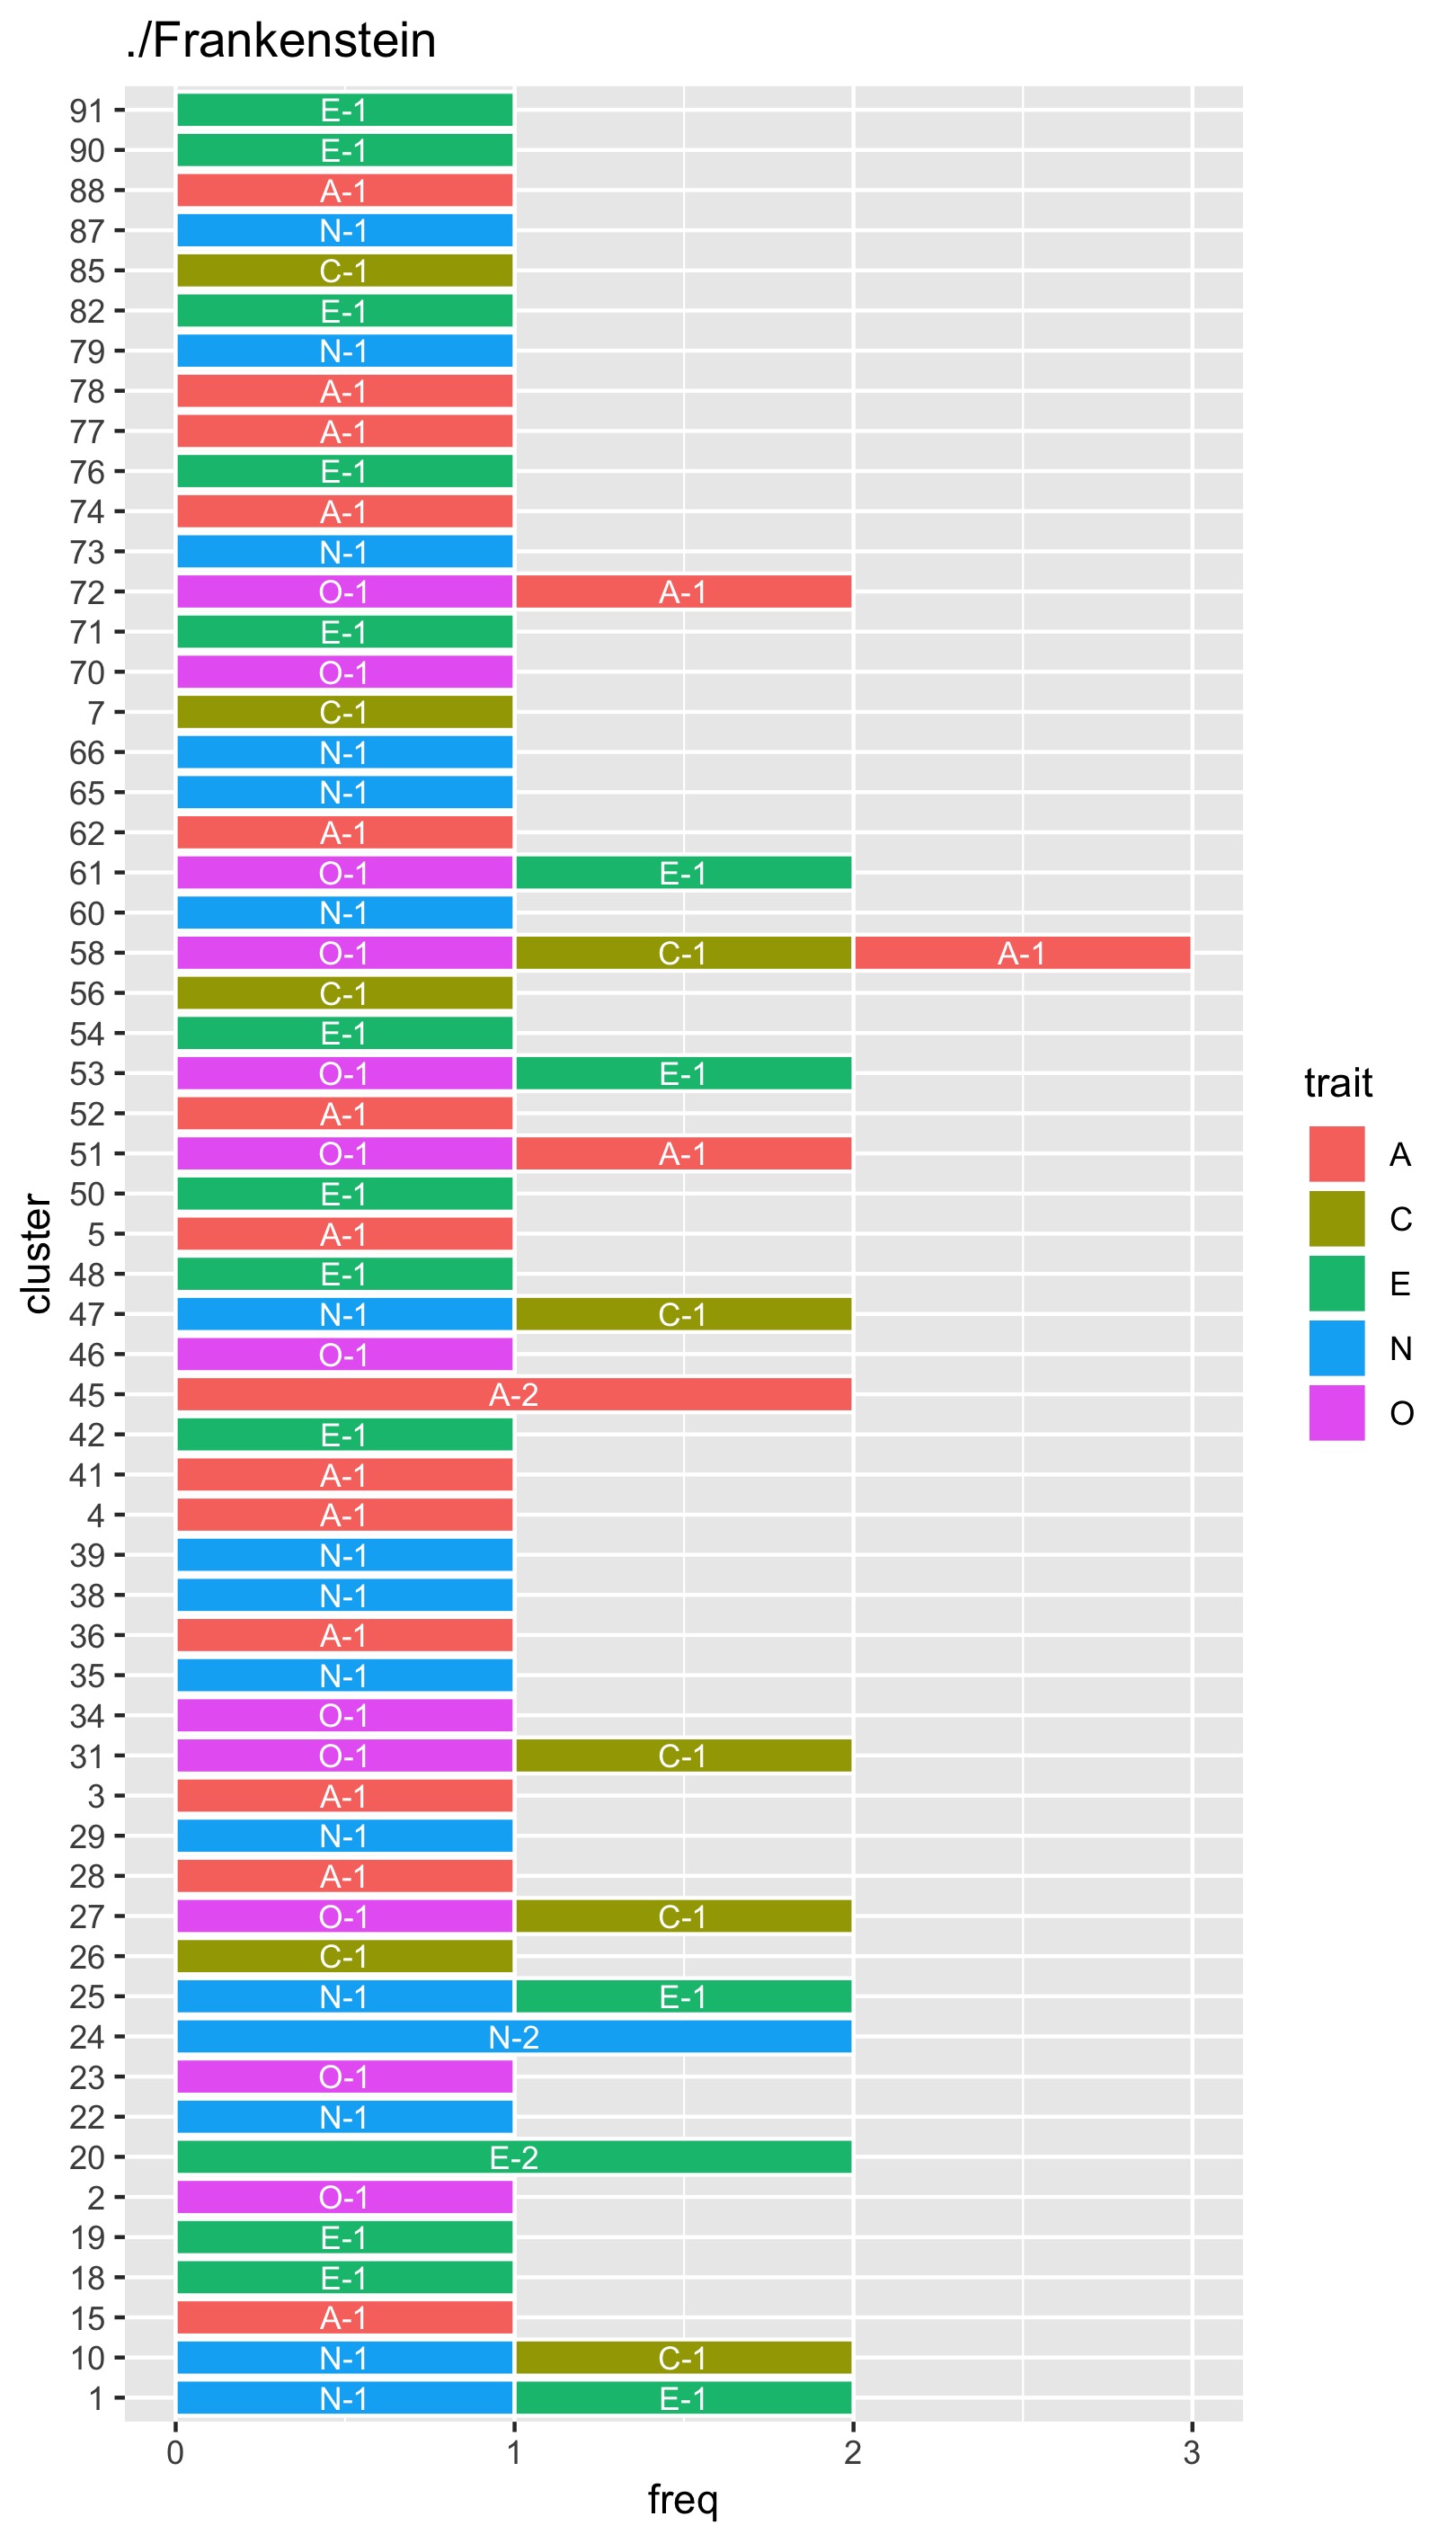 ./Frankenstein
91 E-1
90 E-1
88 A-1
87 N-1
85 C-1
82 E-1
79 N-1
78 A-1
77 A-1
76 E-1
74 A-1
73 N-1
72 O-1 A-1
71 E-1
70 O-1
7 C-1
66 N-1
65 N-1
62 A-1
61 O-1 E-1
60 N-1
58 O-1 C-1 A-1
56 C-1
54 E-1
53 O-1 E-1
52 A-1
51 O-1 A-1
50 E-1
5 A-1
48 E-1
47 N-1 C-1
46 O-1
45 A-2
42 E-1
41 A-1
4 A-1
39 N-1
38 N-1
36 A-1
35 N-1
34 O-1
31 O-1 C-1
3 A-1
29 N-1
28 A-1
27 O-1 C-1
26 C-1
25 N-1 E-1
24 N-2
23 O-1
22 N-1
20 E-2
2 O-1
19 E-1
18 E-1
15 A-1
10 N-1 C-1
1 N-1 E-1
0 1 2 3
freq
cluster
trait
A
C
E
N
O